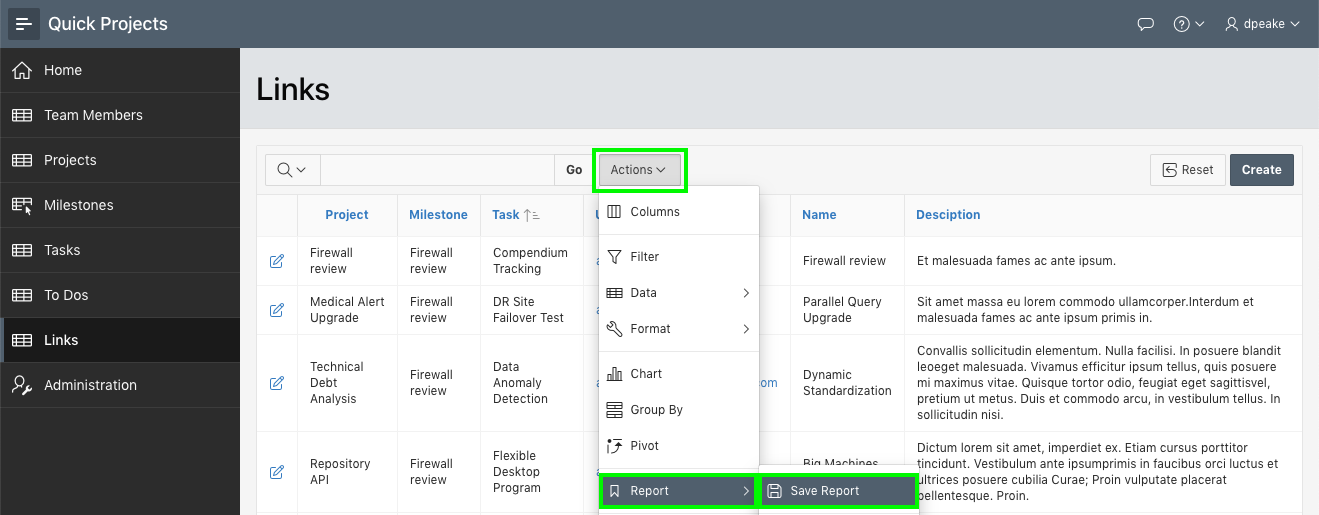 Quick Projects
dpeake
Home
Team Members
Projects
Milestones
Tasks
To Dos
Links
Administration
Links
Go
Actions
Reset
Create
Project
Milestone
Task
Name
Desciption
Firewall
review
Firewall
review
Compendium
Tracking
Firewall review
Et malesuada fames ac ante ipsum.
Medical Alert
Upgrade
Firewall
review
DR Site
Failover Test
Parallel Query
Upgrade
Sit amet massa eu lorem commodo ullamcorper.Interdum et
malesuada fames ac ante ipsum primis in.
Technical
Debt
Analysis
Firewall
review
Data
Anomaly
Detection
com
Dynamic
Standardization
Convallis sollicitudin elementum. Nulla facilisi. In posuere blandit
leoeget malesuada. Vivamus efficitur ipsum tellus, quis posuere
mi maximus vitae. Quisque tortor odio, feugiat eget sagittisvel,
pretium ut metus. Duis et commodo arcu, in vestibulum tellus. In
sollicitudin nisi.
Repository
API
Firewall
review
Flexible
Desktop
Program
Big Machines
Dictum lorem sit amet, imperdiet ex. Etiam cursus porttitor
tincidunt. Vestibulum ante ipsumprimis in faucibus orci luctus et
ultrices posuere cubilia Curae; Proin vulputate placerat
pellentesque. Proin.
Columns
Filter
Data
Format
Chart
Group By
Pivot
Report
Save Report